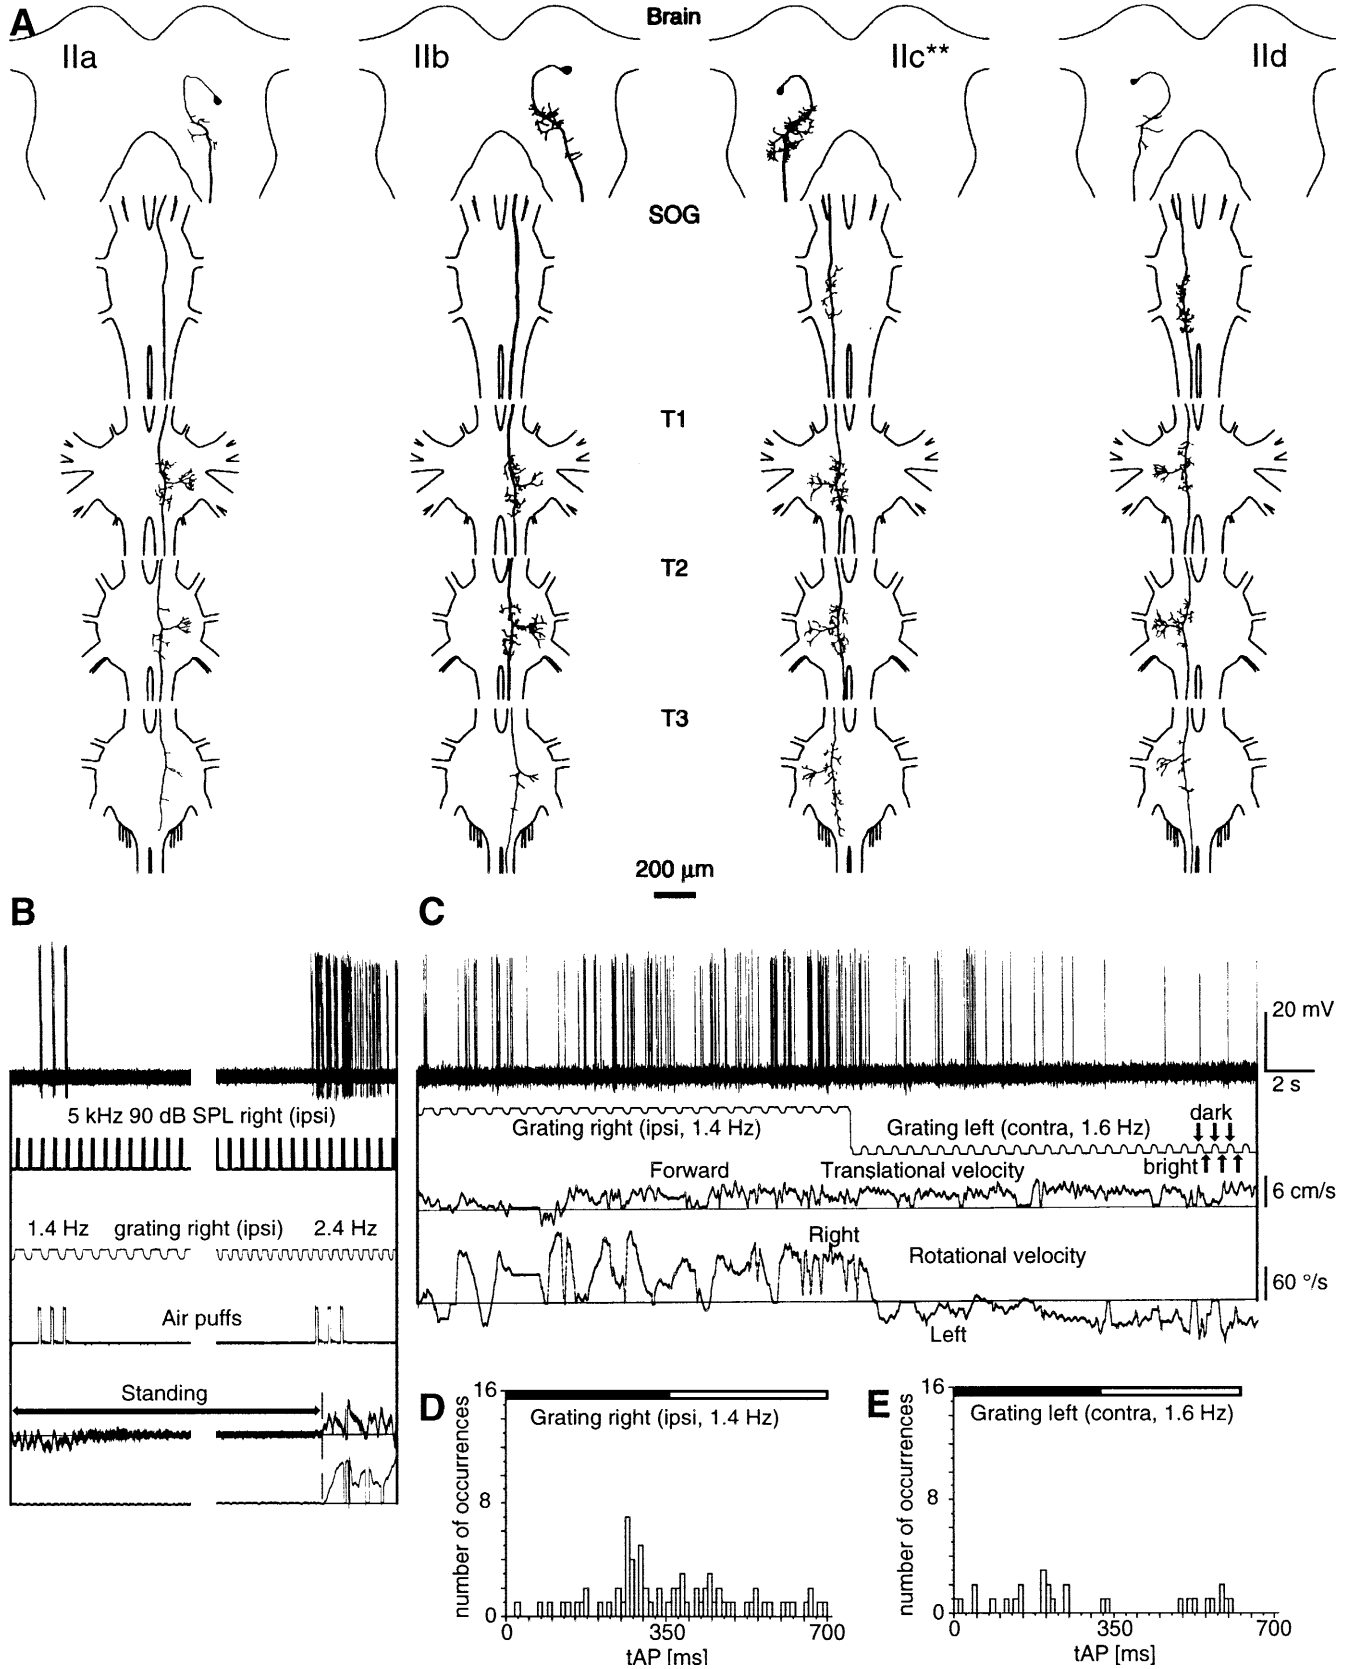 A
Brain
IIa
IIb
IIc**
IId
SOG
T1
T2
T3
200 µm
B
C
20 mV
2 s
5 kHz 90 dB SPL right (ipsi)
1.4 Hz grating right (ipsi) 2.4 Hz
Air puffs
Standing
Grating right (ipsi, 1.4 Hz)
Grating left (contra, 1.6 Hz)
dark
bright
Forward
Translational velocity
6 cm/s
Right
Rotational velocity
60 °/s
Left
D
number of occurrences
16
8
0
Grating right (ipsi, 1.4 Hz)
0 350 700
tAP [ms]
E
number of occurrences
16
8
0
Grating left (contra, 1.6 Hz)
0 350 700
tAP [ms]